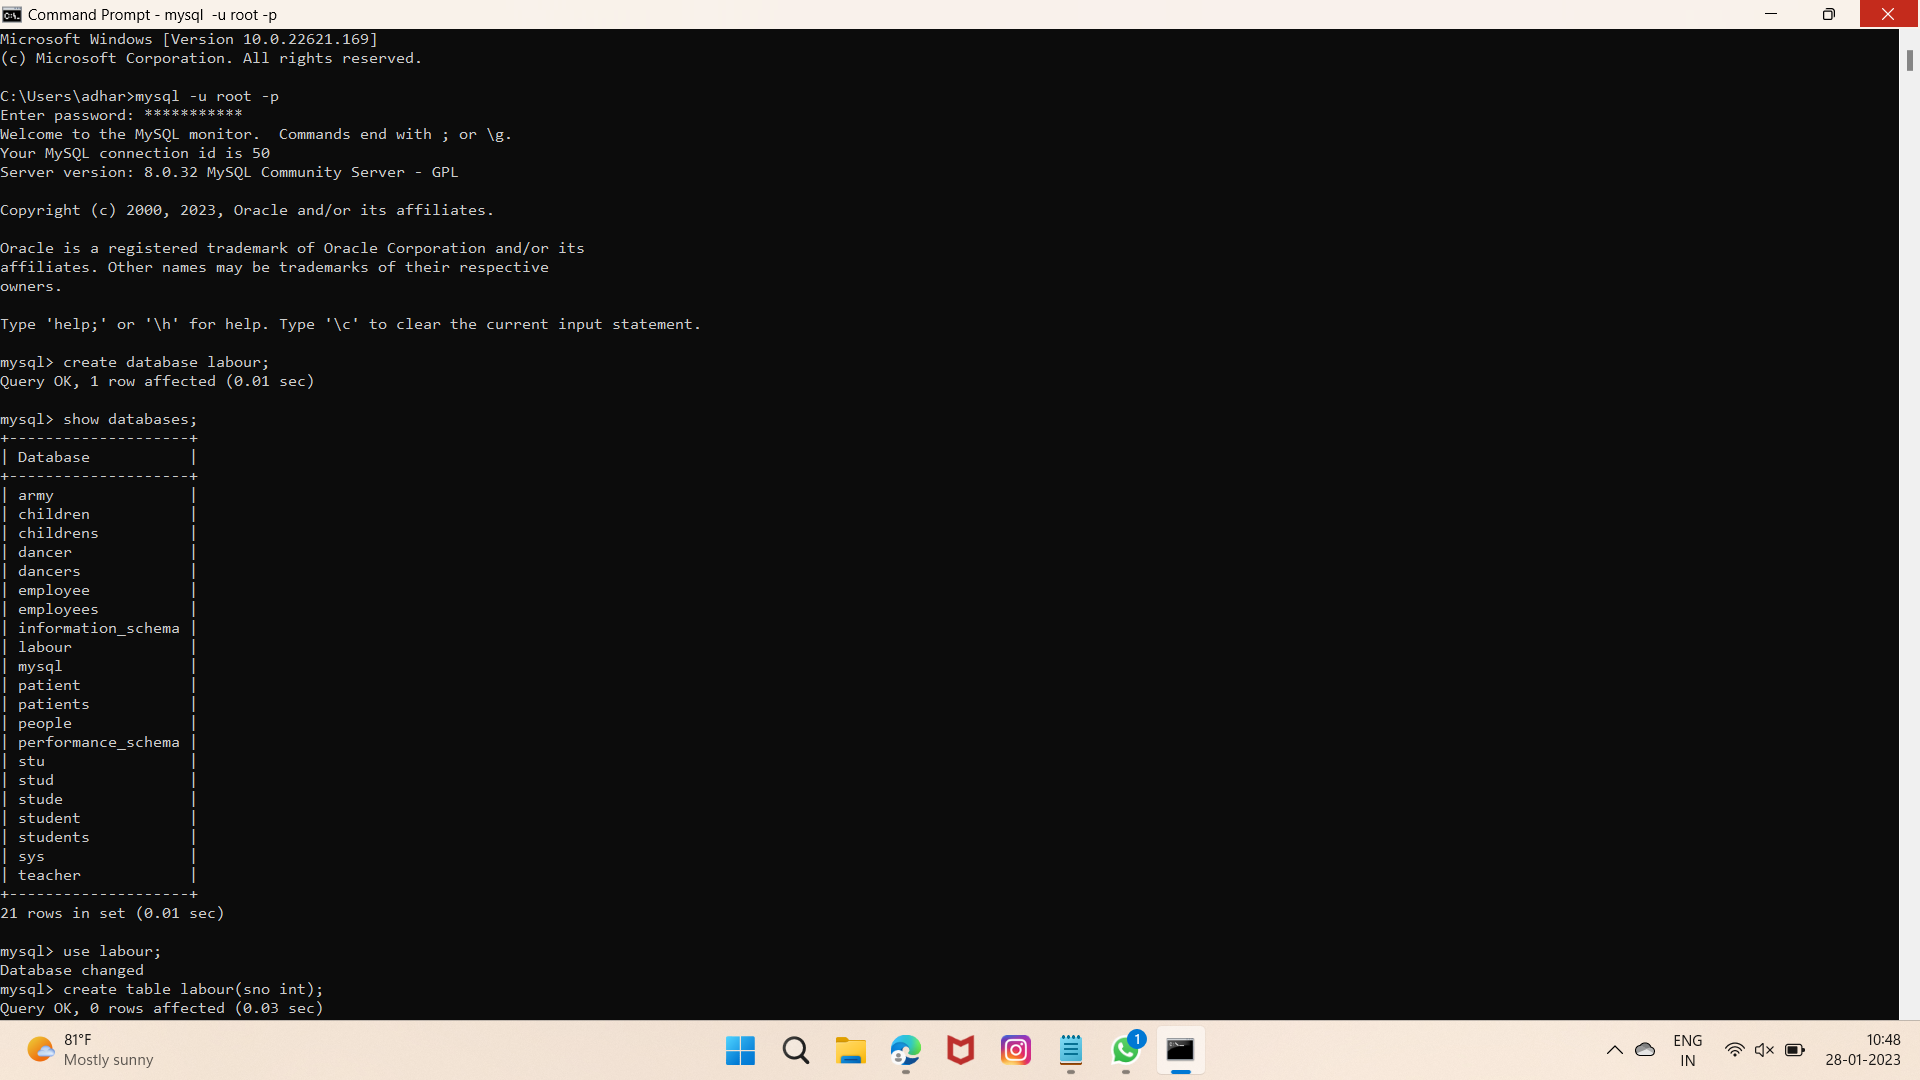 Command Prompt - mysql  -u root -p
Microsoft Windows [Version 10.0.22621.169]
(c) Microsoft Corporation. All rights reserved.
C:\Users\adhar>mysql -u root -p
Enter password: ***********
Welcome to the MySQL monitor.  Commands end with ; or \g.
Your MySQL connection id is 50
Server version: 8.0.32 MySQL Community Server - GPL
Copyright (c) 2000, 2023, Oracle and/or its affiliates.
Oracle is a registered trademark of Oracle Corporation and/or its
affiliates. Other names may be trademarks of their respective
owners.
Type 'help;' or '\h' for help. Type '\c' to clear the current input statement.
mysql> create database labour;
Query OK, 1 row affected (0.01 sec)
mysql> show databases;
+--------------------+
| Database           |
+--------------------+
| army               |
| children           |
| childrens          |
| dancer             |
| dancers            |
| employee           |
| employees          |
| information_schema |
| labour             |
| mysql              |
| patient            |
| patients           |
| people             |
| performance_schema |
| stu                |
| stud               |
| stude              |
| student            |
| students           |
| sys                |
| teacher            |
+--------------------+
21 rows in set (0.01 sec)
mysql> use labour;
Database changed
mysql> create table labour(sno int);
Query OK, 0 rows affected (0.03 sec)
81°F
Mostly sunny
1
ENG
IN
10:48
28-01-2023